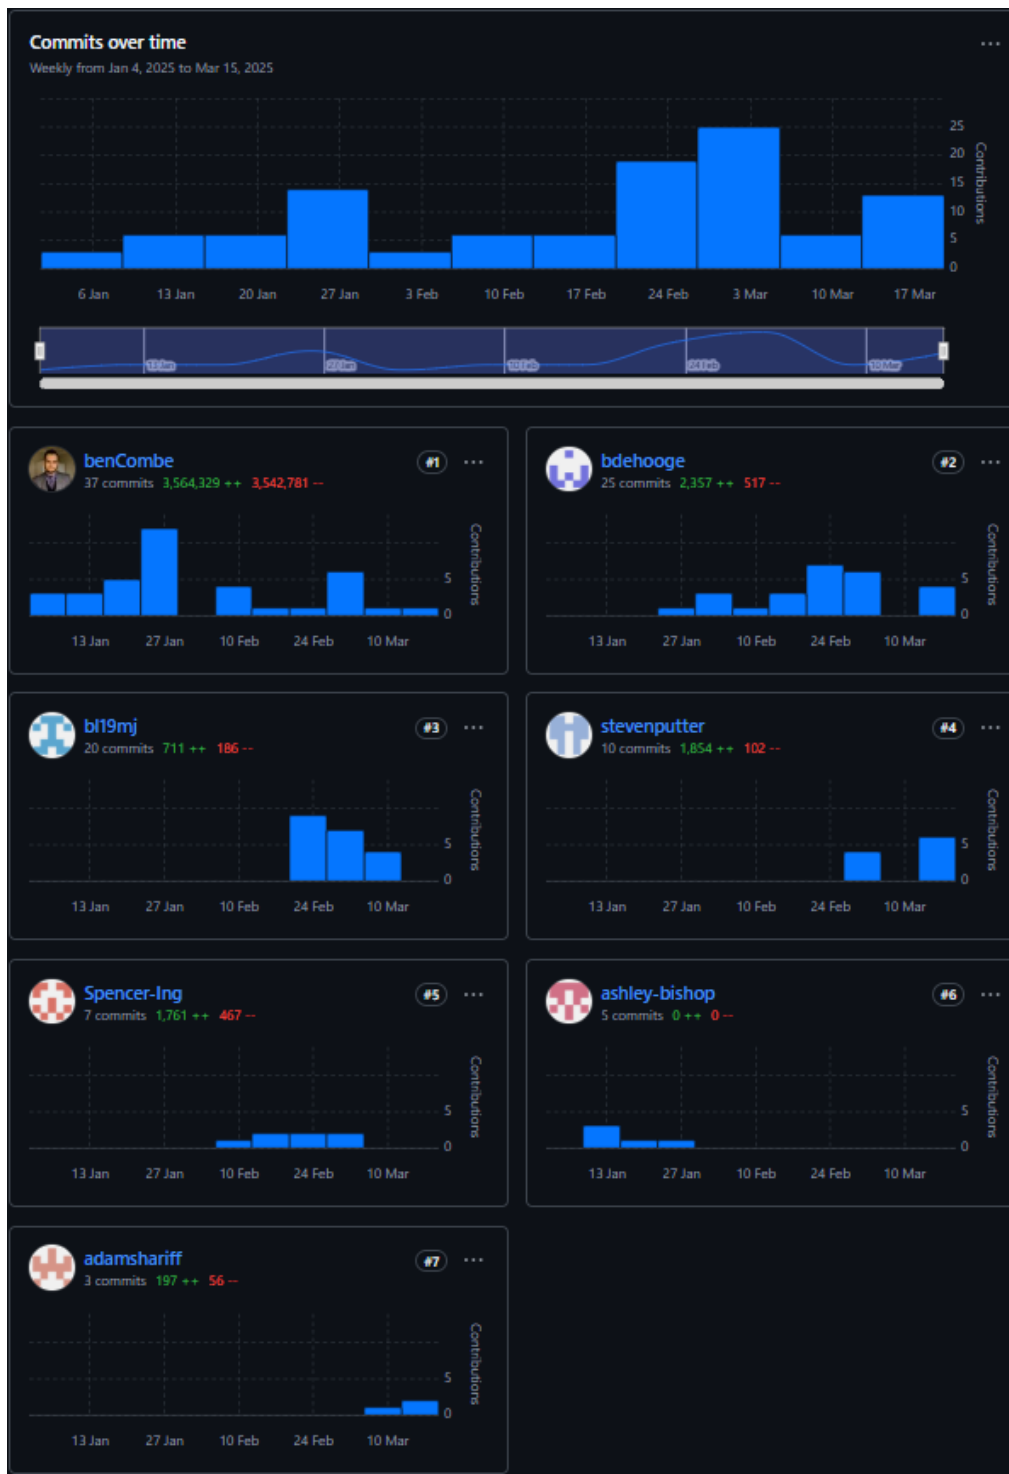 Commits over time
Weekly from Jan 4, 2025 to Mar 15, 2025
25
20
15
10
5
0
Contributions
6 Jan 13 Jan 20 Jan 27 Jan 3 Feb 10 Feb 17 Feb 24 Feb 3 Mar 10 Mar 17 Mar
benCombe #1
37 commits 3,564,329 ++ 3,542,781 --
5
0
Contributions
13 Jan 27 Jan 10 Feb 24 Feb 10 Mar
bdehooge #2
25 commits 2,357 ++ 517 --
5
0
Contributions
13 Jan 27 Jan 10 Feb 24 Feb 10 Mar
bl19mj #3
20 commits 711 ++ 186 --
5
0
Contributions
13 Jan 27 Jan 10 Feb 24 Feb 10 Mar
stevenputter #4
10 commits 1,854 ++ 102 --
5
0
Contributions
13 Jan 27 Jan 10 Feb 24 Feb 10 Mar
Spencer-Ing #5
7 commits 1,761 ++ 467 --
5
0
Contributions
13 Jan 27 Jan 10 Feb 24 Feb 10 Mar
ashley-bishop #6
5 commits 0 ++ 0 --
5
0
Contributions
13 Jan 27 Jan 10 Feb 24 Feb 10 Mar
adamshariff #7
3 commits 197 ++ 56 --
5
0
Contributions
13 Jan 27 Jan 10 Feb 24 Feb 10 Mar